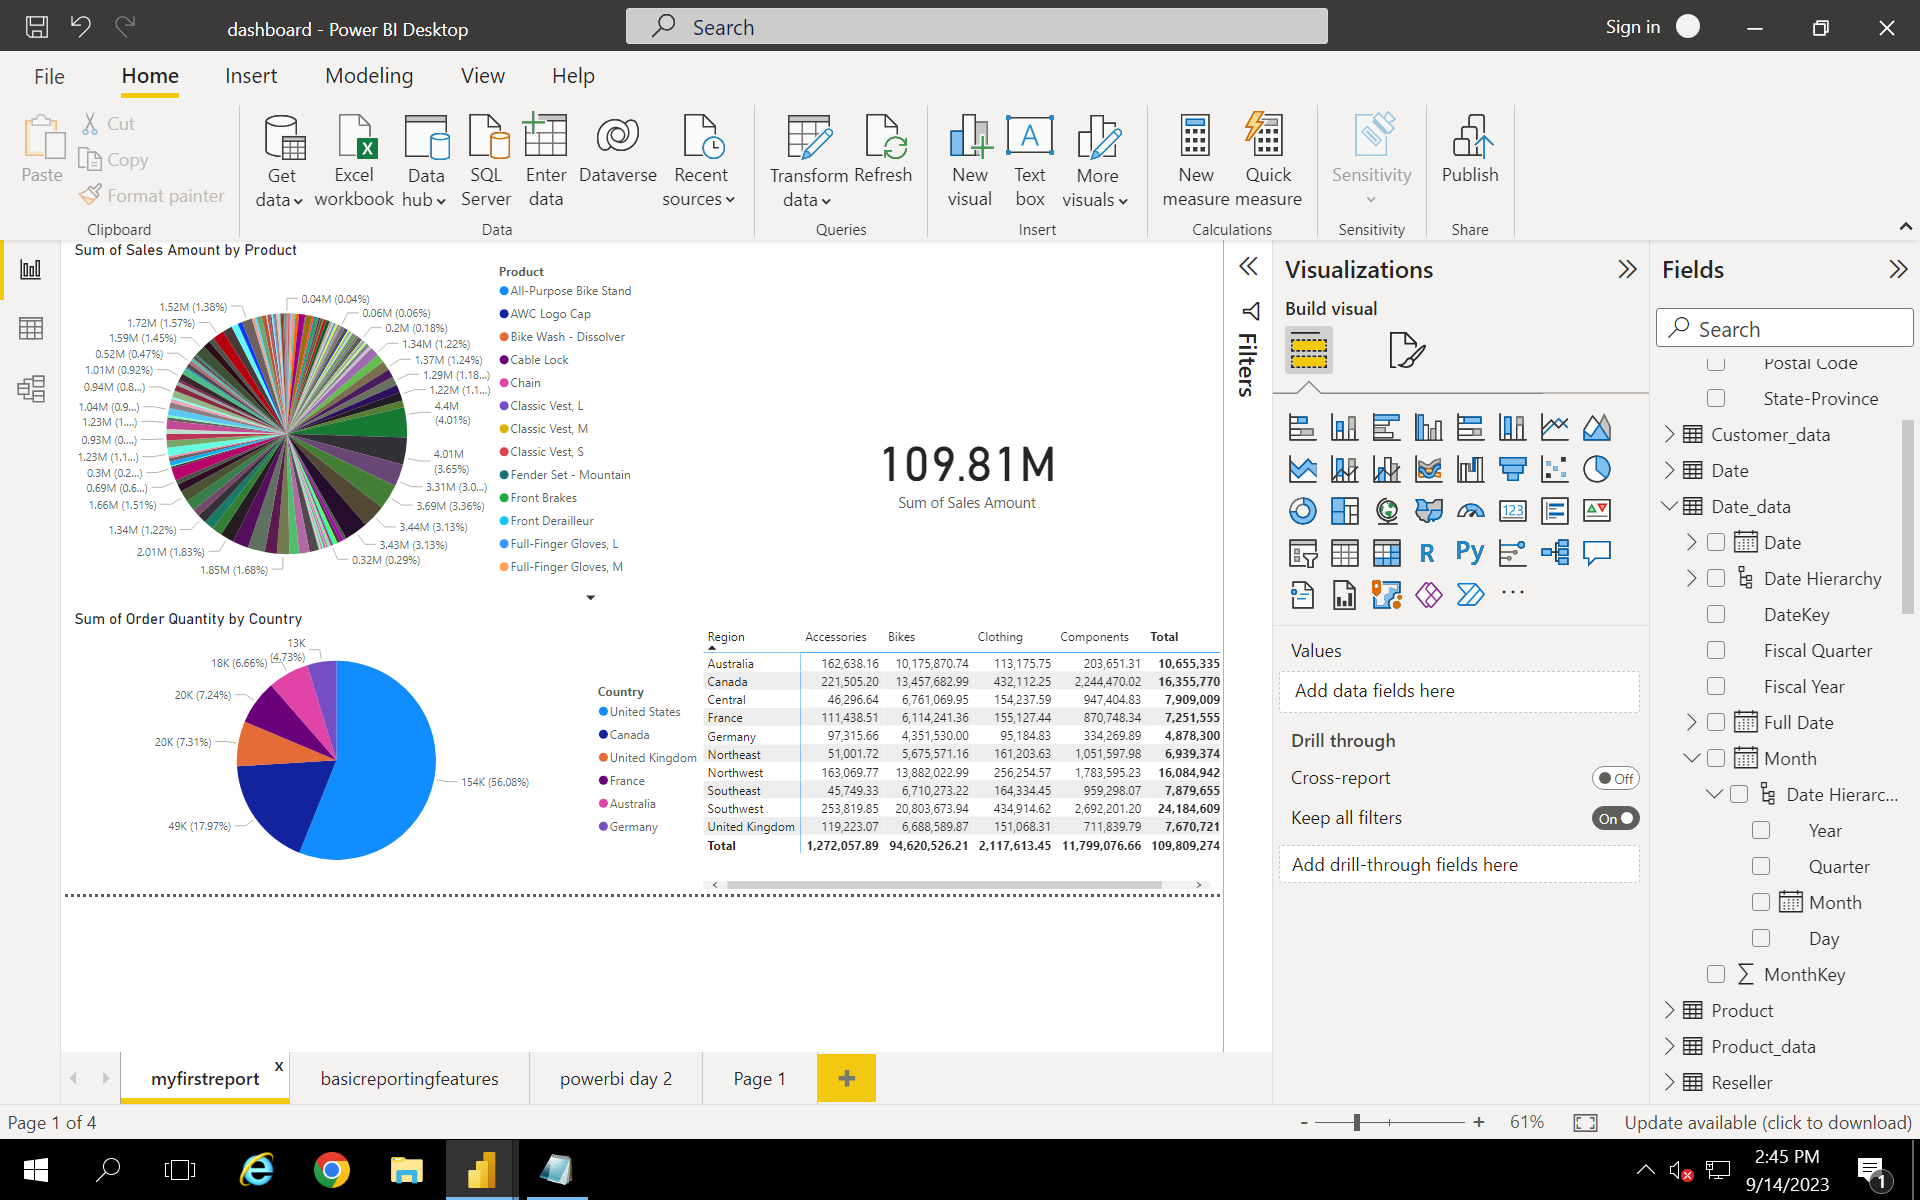 dashboard - Power BI Desktop
Search
Sign in
File
Home
Insert
Modeling
View
Help
Paste
Cut
Copy
Format painter
Clipboard
Get data
Excel workbook
Data hub
SQL Server
Enter data
Dataverse
Recent sources
Data
Transform data
Refresh
Queries
New visual
Text box
More visuals
Insert
New measure
Quick measure
Calculations
Sensitivity
Sensitivity
Publish
Share
Sum of Sales Amount by Product
0.04M (0.04%)
0.06M (0.06%)
0.2M (0.18%)
1.34M (1.22%)
1.37M (1.24%)
1.29M (1.18...)
1.22M (1.1...)
4.4M (4.01%)
4.01M (3.65%)
3.31M (3.0...)
3.69M (3.36%)
3.44M (3.13%)
3.43M (3.13%)
0.32M (0.29%)
1.85M (1.68%)
2.01M (1.83%)
1.34M (1.22%)
1.66M (1.51%)
0.69M (0.6...)
0.3M (0.2...)
1.23M (1.1...)
0.93M (0....)
1.23M (1....)
1.04M (0.9...)
0.94M (0.8...)
1.01M (0.92%)
0.52M (0.47%)
1.59M (1.45%)
1.72M (1.57%)
1.52M (1.38%)
Product
All-Purpose Bike Stand
AWC Logo Cap
Bike Wash - Dissolver
Cable Lock
Chain
Classic Vest, L
Classic Vest, M
Classic Vest, S
Fender Set - Mountain
Front Brakes
Front Derailleur
Full-Finger Gloves, L
Full-Finger Gloves, M
109.81M
Sum of Sales Amount
Sum of Order Quantity by Country
13K (4.73%)
18K (6.66%)
20K (7.24%)
20K (7.31%)
49K (17.97%)
154K (56.08%)
Country
United States
Canada
United Kingdom
France
Australia
Germany
Region Accessories Bikes Clothing Components Total
Australia 162,638.16 10,175,870.74 113,175.75 203,651.31 10,655,335
Canada 221,505.20 13,457,682.99 432,112.25 2,244,470.02 16,355,770
Central 46,296.64 6,761,069.95 154,237.59 947,404.83 7,909,009
France 111,438.51 6,114,241.36 155,127.44 870,748.34 7,251,555
Germany 97,315.66 4,351,530.00 95,184.83 334,269.89 4,878,300
Northeast 51,001.72 5,675,571.16 161,203.63 1,051,597.98 6,939,374
Northwest 163,069.77 13,882,022.99 256,254.57 1,783,595.23 16,084,942
Southeast 45,749.33 6,710,273.22 164,334.45 959,298.07 7,879,655
Southwest 253,819.85 20,803,673.94 434,914.62 2,692,201.20 24,184,609
United Kingdom 119,223.07 6,688,589.87 151,068.31 711,839.79 7,670,721
Total 1,272,057.89 94,620,526.21 2,117,613.45 11,799,076.66 109,809,274
Filters
Visualizations
Build visual
123
R
Py
Values
Add data fields here
Drill through
Cross-report
Off
Keep all filters
On
Add drill-through fields here
Fields
Search
Postal Code
State-Province
Customer_data
Date
Date_data
Date
Date Hierarchy
DateKey
Fiscal Quarter
Fiscal Year
Full Date
Month
Date Hierarc...
Year
Quarter
Month
Day
MonthKey
Product
Product_data
Reseller
myfirstreport
x
basicreportingfeatures
powerbi day 2
Page 1
+
Page 1 of 4
- + 61%
Update available (click to download)
2:45 PM
9/14/2023
1